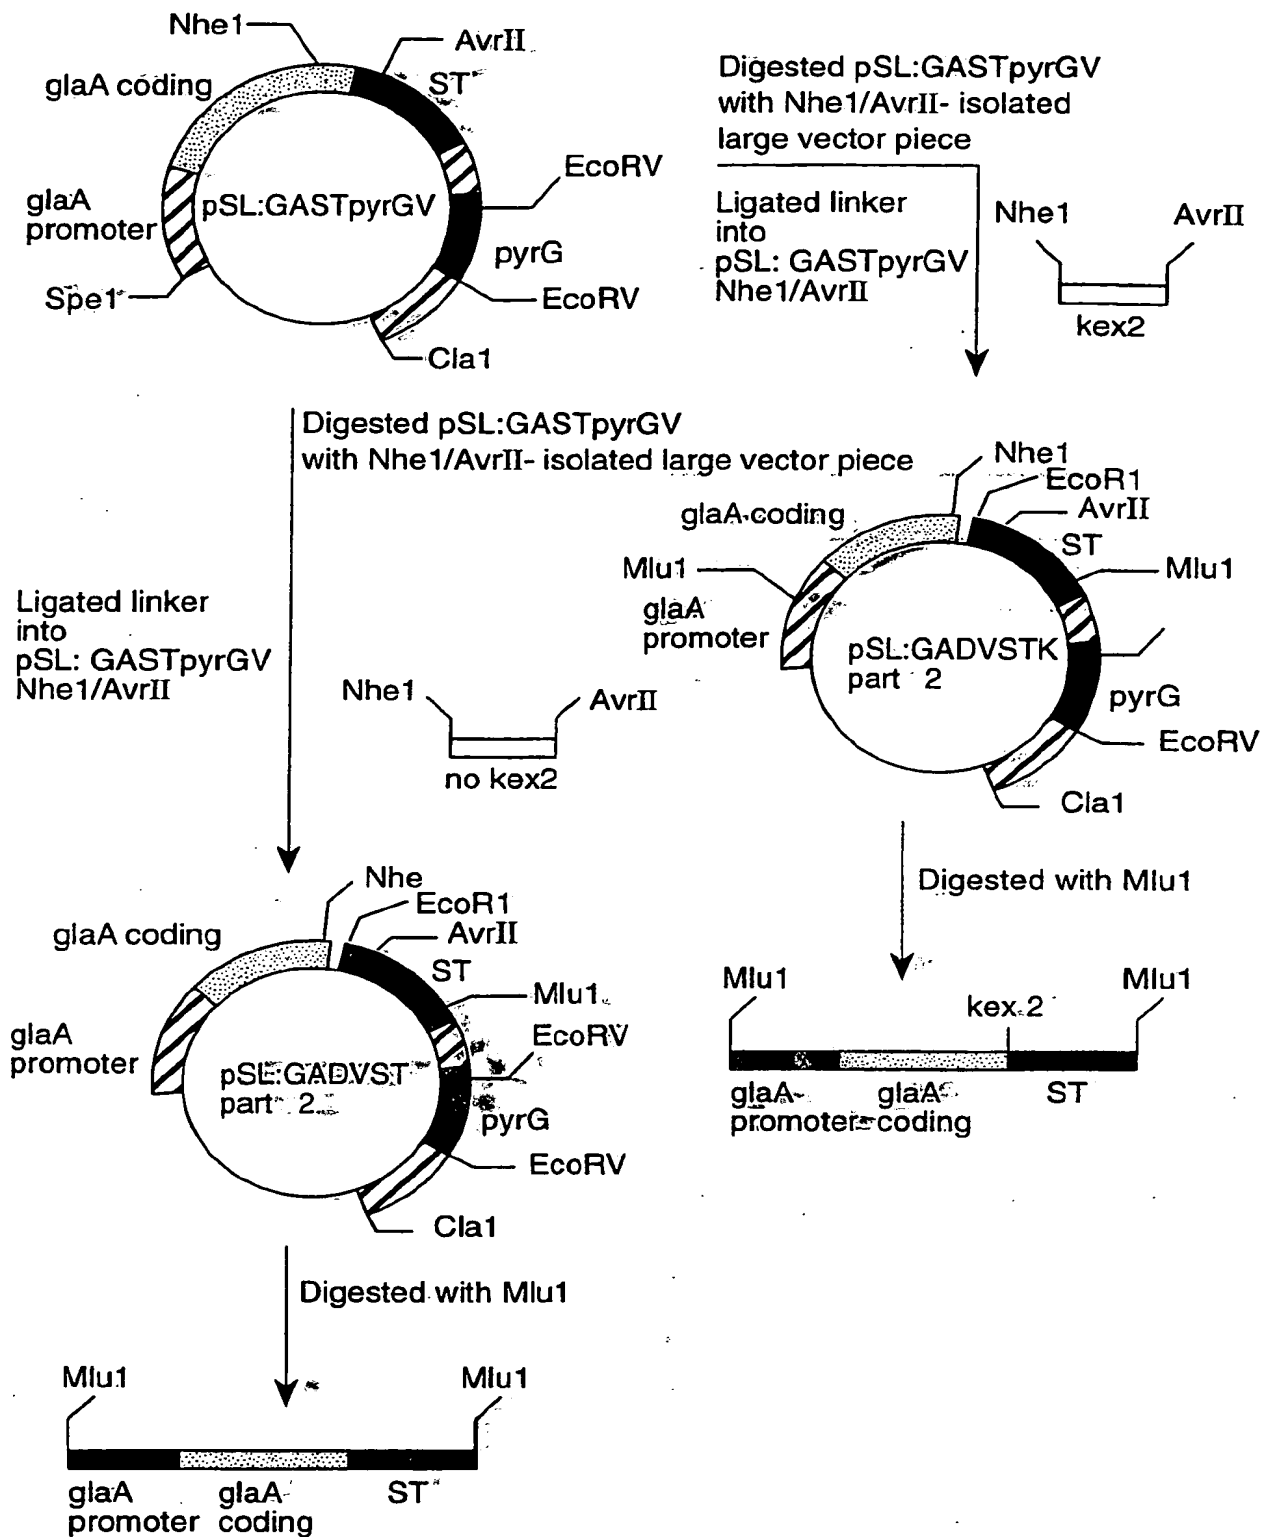 Nhe1
AvrII
glaA coding
ST
EcoRV
glaA
promoter
pSL:GASTpyrGV
pyrG
Spe1
EcoRV
Cla1
Digested pSL:GASTpyrGV
with Nhe1/AvrII- isolated
large vector piece
Ligated linker
into
pSL: GASTpyrGV
Nhe1/AvrII
Nhe1
AvrII
kex2
Digested pSL:GASTpyrGV
with Nhe1/AvrII- isolated large vector piece
Ligated linker
into
pSL: GASTpyrGV
Nhe1/AvrII
Nhe1
AvrII
no kex2
Nhe1
EcoR1
AvrII
glaA coding
ST
Mlu1
Mlu1
glaA
promoter
pSL:GADVSTK
part 2
pyrG
EcoRV
Cla1
Digested with Mlu1
Mlu1
Mlu1
kex 2
glaA
promoter
glaA
coding
ST
Nhe
EcoR1
AvrII
glaA coding
ST
Mlu1
EcoRV
glaA
promoter
pSL:GADVST
part 2
pyrG
EcoRV
Cla1
Digested with Mlu1
Mlu1
Mlu1
glaA
promoter
glaA
coding
ST